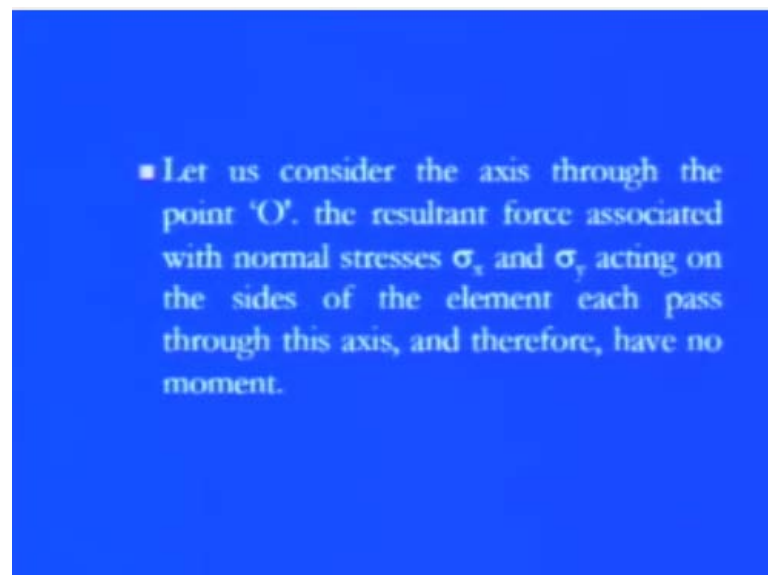 ▪ Let us consider the axis through the
point ‘O’. the resultant force associated
with normal stresses σₓ and σᵧ acting on
the sides of the element each pass
through this axis, and therefore, have no
moment.